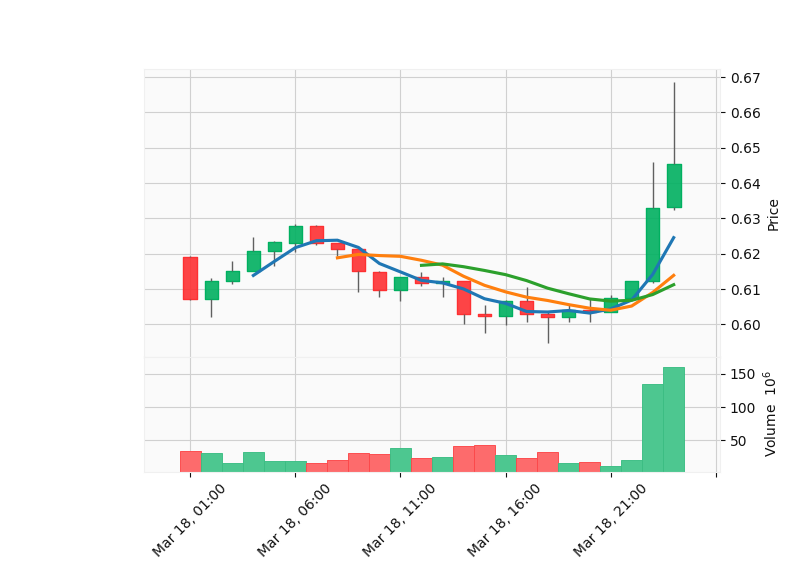 0.67
0.66
0.65
0.64
0.63
0.62
0.61
0.60
Price
150
100
50
Volume 10⁶
Mar 18, 01:00
Mar 18, 06:00
Mar 18, 11:00
Mar 18, 16:00
Mar 18, 21:00